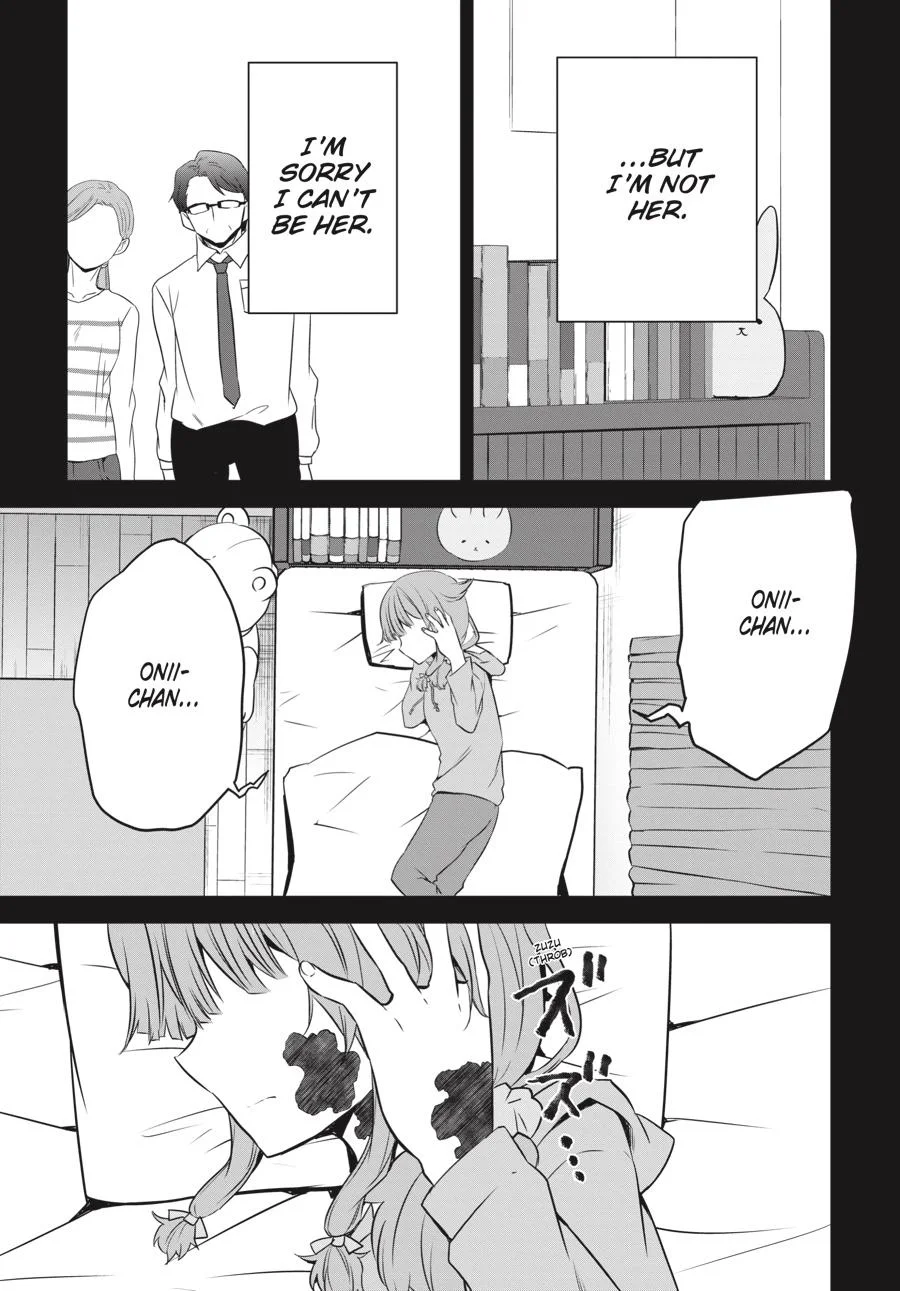 ...BUT
I'M NOT
HER.
I'M
SORRY
I CAN'T
BE HER.
ONII-
CHAN...
ONII-
CHAN...
ZUZU
(THROB)
ズ
ズ
...